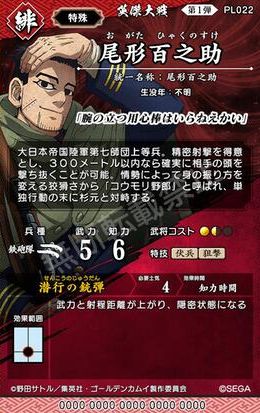 緋
特殊
英傑大戦
第1弾
PL022
おがた ひゃくのすけ
尾形百之助
統一名称：尾形百之助
生没年：不明
「腕の立つ用心棒はいらねえかい」
大日本帝国陸軍第七師団上等兵。精密射撃を得意
とし、300メートル以内なら確実に相手の頭を
撃ち抜くことが可能。情勢によって身の振り方を
変える狡猾さから「コウモリ野郎」と呼ばれ、単
独行動の末に杉元と対峙する。
兵種 武力 知力 武将コスト
鉄砲隊 5 6 特技 伏兵 狙撃
せんこうのじゅうだん
潜行の銃弾
必要士気 4
効果時間 知力時間
効果範囲
武力と射程距離が上がり、隠密状態になる
無断転載禁止
©野田サトル／集英社・ゴールデンカムイ製作委員会 ©SEGA
0000-0000-0000-0000-0000